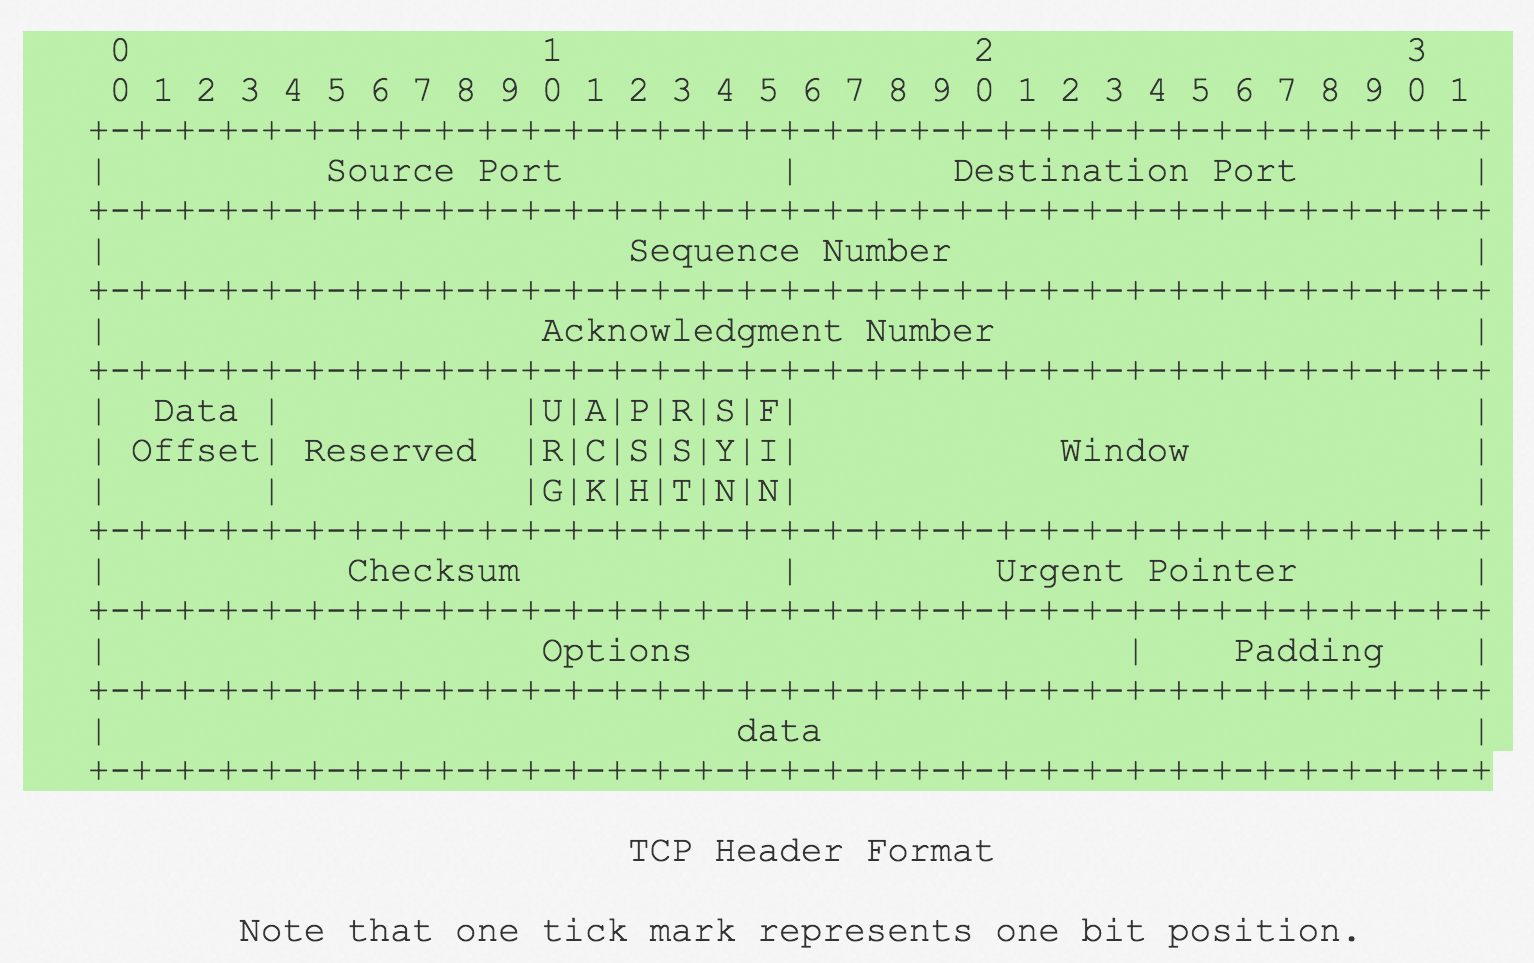 0                   1                   2                   3
    0 1 2 3 4 5 6 7 8 9 0 1 2 3 4 5 6 7 8 9 0 1 2 3 4 5 6 7 8 9 0 1
   +-+-+-+-+-+-+-+-+-+-+-+-+-+-+-+-+-+-+-+-+-+-+-+-+-+-+-+-+-+-+-+-+
   |          Source Port          |       Destination Port        |
   +-+-+-+-+-+-+-+-+-+-+-+-+-+-+-+-+-+-+-+-+-+-+-+-+-+-+-+-+-+-+-+-+
   |                        Sequence Number                        |
   +-+-+-+-+-+-+-+-+-+-+-+-+-+-+-+-+-+-+-+-+-+-+-+-+-+-+-+-+-+-+-+-+
   |                    Acknowledgment Number                      |
   +-+-+-+-+-+-+-+-+-+-+-+-+-+-+-+-+-+-+-+-+-+-+-+-+-+-+-+-+-+-+-+-+
   |  Data |           |U|A|P|R|S|F|                               |
   | Offset| Reserved  |R|C|S|S|Y|I|            Window             |
   |       |           |G|K|H|T|N|N|                               |
   +-+-+-+-+-+-+-+-+-+-+-+-+-+-+-+-+-+-+-+-+-+-+-+-+-+-+-+-+-+-+-+-+
   |           Checksum            |         Urgent Pointer        |
   +-+-+-+-+-+-+-+-+-+-+-+-+-+-+-+-+-+-+-+-+-+-+-+-+-+-+-+-+-+-+-+-+
   |                    Options                    |    Padding    |
   +-+-+-+-+-+-+-+-+-+-+-+-+-+-+-+-+-+-+-+-+-+-+-+-+-+-+-+-+-+-+-+-+
   |                             data                              |
   +-+-+-+-+-+-+-+-+-+-+-+-+-+-+-+-+-+-+-+-+-+-+-+-+-+-+-+-+-+-+-+-+
                            TCP Header Format
          Note that one tick mark represents one bit position.